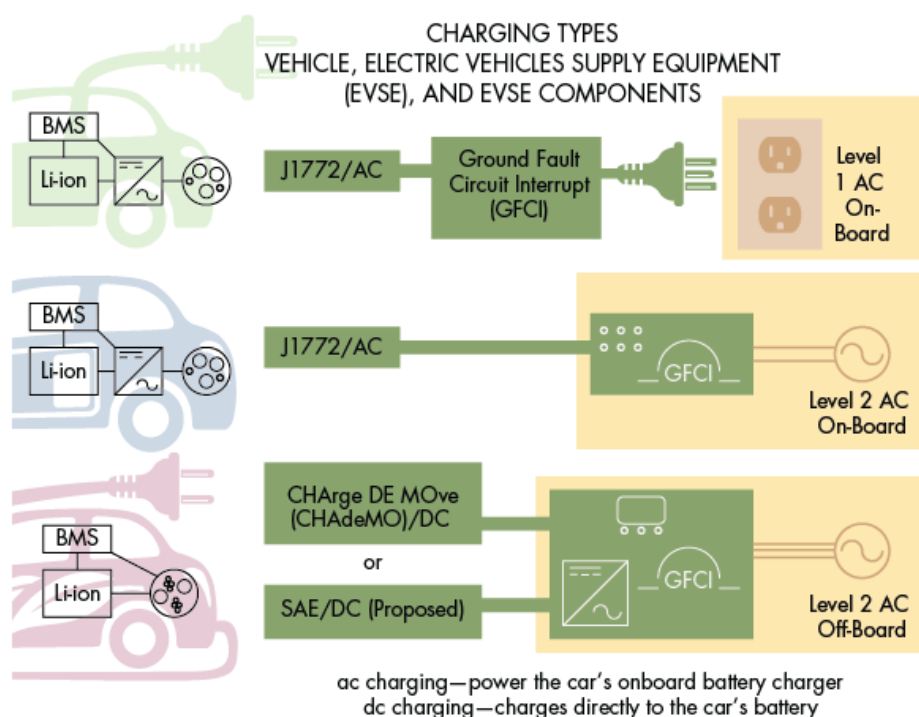 CHARGING TYPES
VEHICLE, ELECTRIC VEHICLES SUPPLY EQUIPMENT
(EVSE), AND EVSE COMPONENTS
BMS
Li-ion
J1772/AC
Ground Fault
Circuit Interrupt
(GFCI)
Level
1 AC
On-
Board
BMS
Li-ion
J1772/AC
GFCI
Level 2 AC
On-Board
BMS
Li-ion
CHArge DE MOve
(CHAdeMO)/DC
or
SAE/DC (Proposed)
GFCI
Level 2 AC
Off-Board
ac charging—power the car's onboard battery charger
dc charging—charges directly to the car's battery